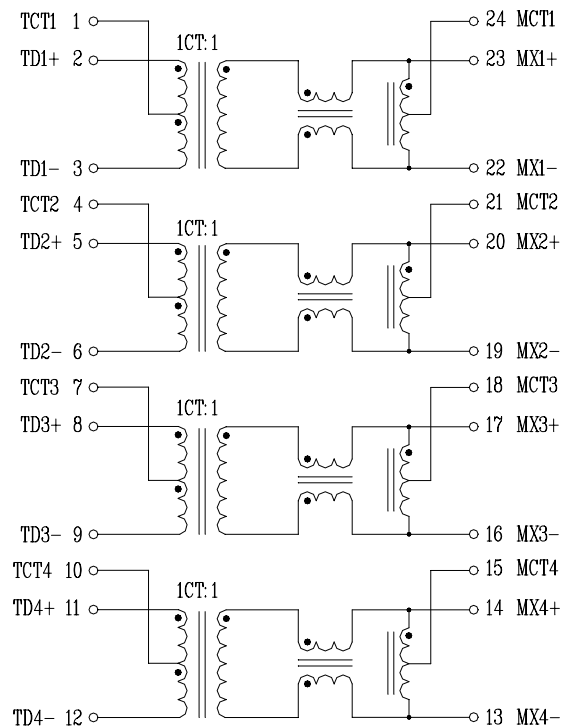 TCT1 1
24 MCT1
1CT:1
TD1+ 2
23 MX1+
TD1- 3
22 MX1-
TCT2 4
21 MCT2
1CT:1
TD2+ 5
20 MX2+
TD2- 6
19 MX2-
TCT3 7
18 MCT3
1CT:1
TD3+ 8
17 MX3+
TD3- 9
16 MX3-
TCT4 10
15 MCT4
1CT:1
TD4+ 11
14 MX4+
TD4- 12
13 MX4-